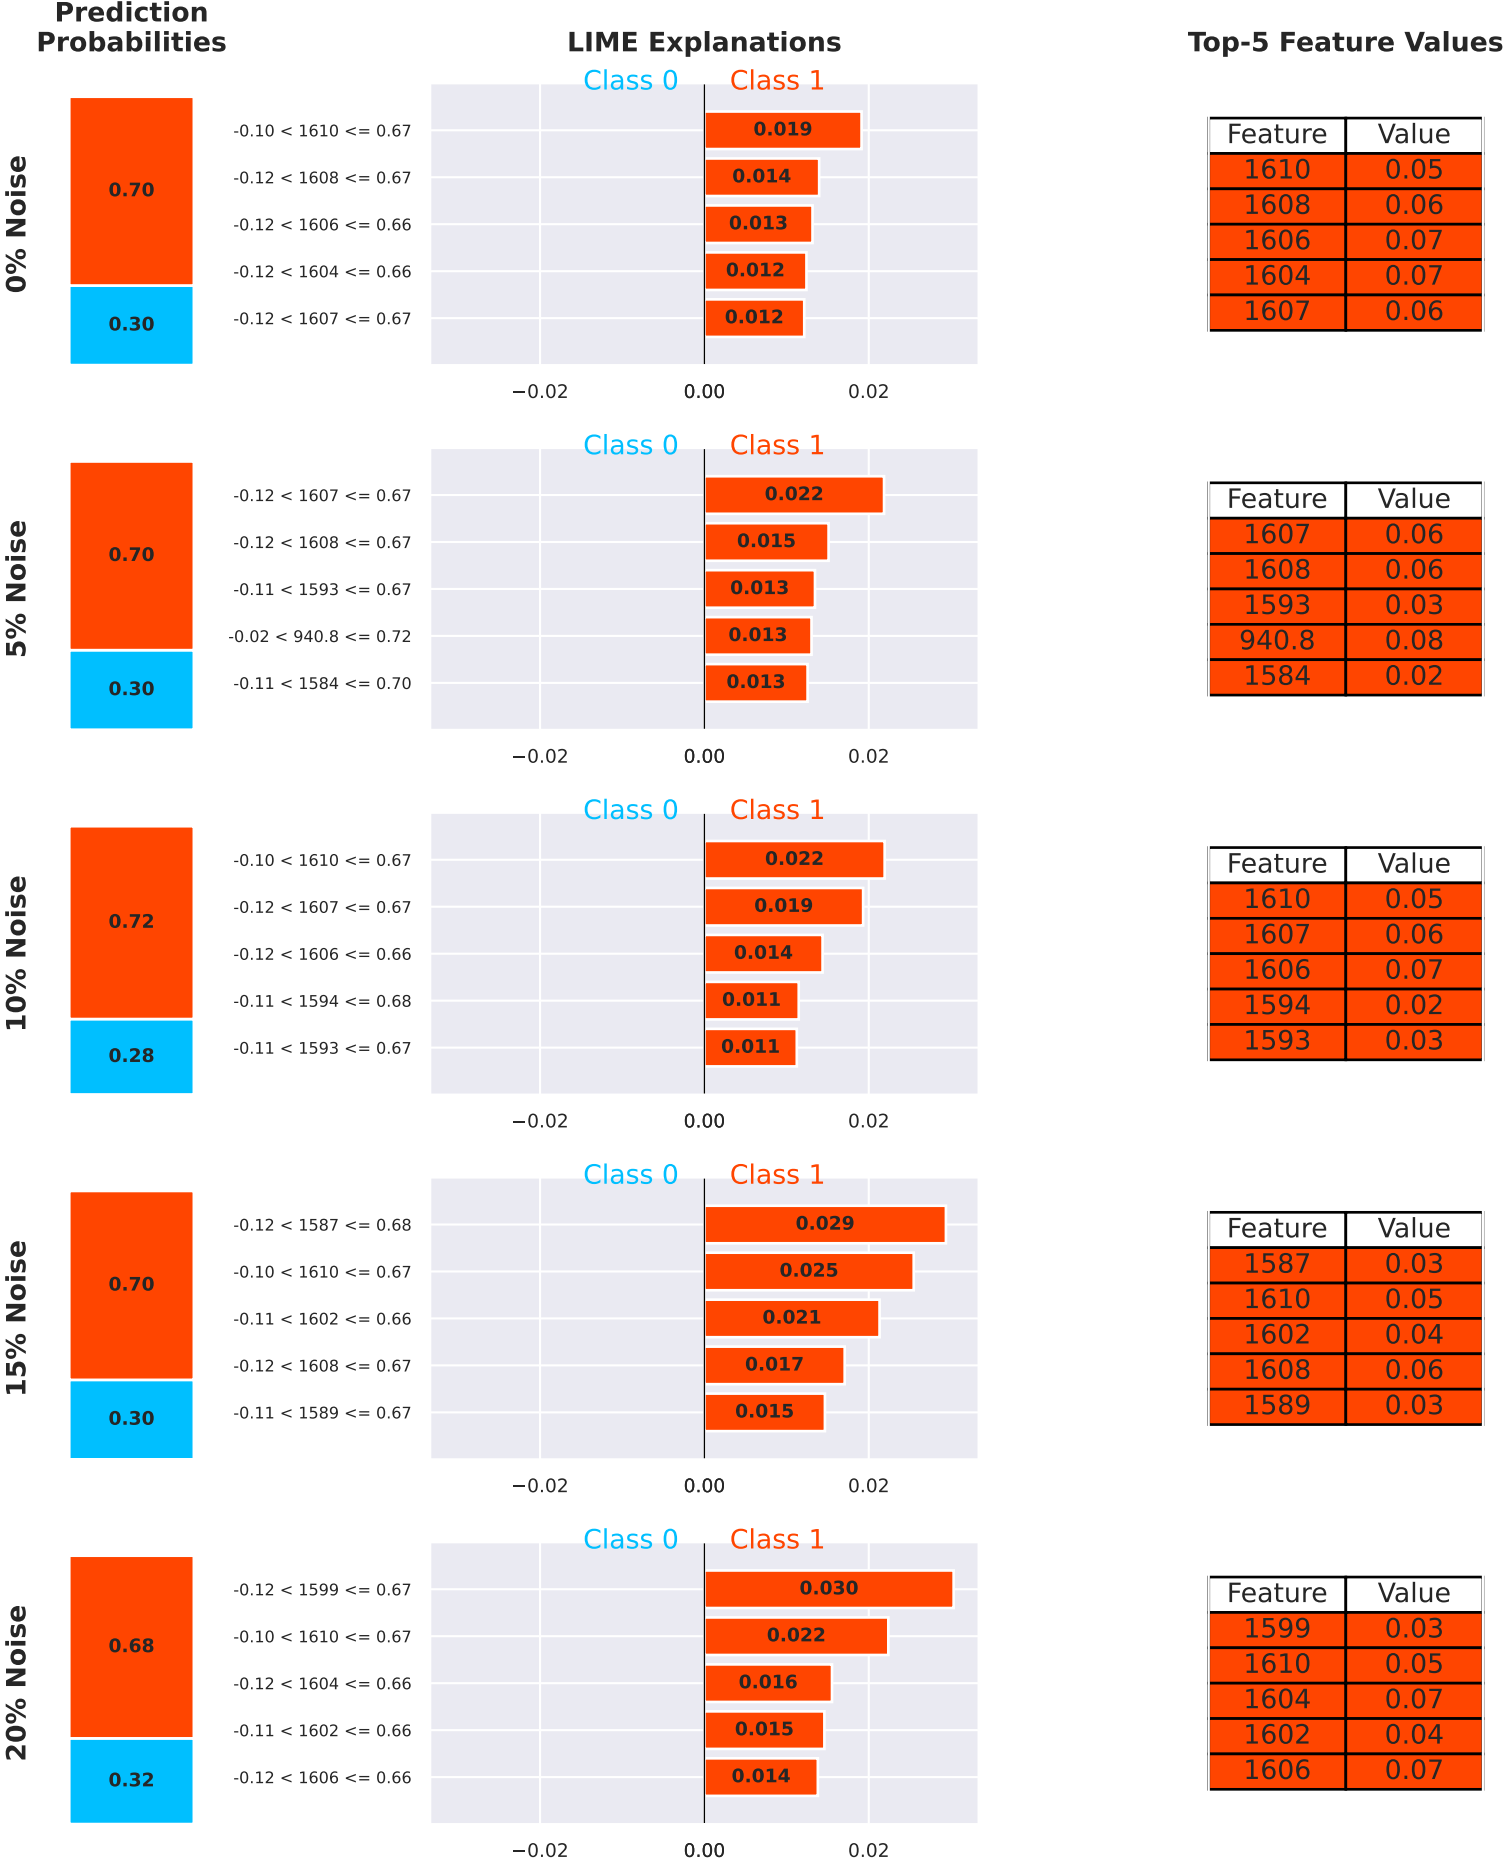 Prediction
Probabilities
LIME Explanations
Top-5 Feature Values
0% Noise
0.70
0.30
Class 0 Class 1
-0.10 < 1610 <= 0.67 0.019
-0.12 < 1608 <= 0.67 0.014
-0.12 < 1606 <= 0.66 0.013
-0.12 < 1604 <= 0.66 0.012
-0.12 < 1607 <= 0.67 0.012
−0.02 0.00 0.02
Feature Value
1610 0.05
1608 0.06
1606 0.07
1604 0.07
1607 0.06
5% Noise
0.70
0.30
Class 0 Class 1
-0.12 < 1607 <= 0.67 0.022
-0.12 < 1608 <= 0.67 0.015
-0.11 < 1593 <= 0.67 0.013
-0.02 < 940.8 <= 0.72 0.013
-0.11 < 1584 <= 0.70 0.013
−0.02 0.00 0.02
Feature Value
1607 0.06
1608 0.06
1593 0.03
940.8 0.08
1584 0.02
10% Noise
0.72
0.28
Class 0 Class 1
-0.10 < 1610 <= 0.67 0.022
-0.12 < 1607 <= 0.67 0.019
-0.12 < 1606 <= 0.66 0.014
-0.11 < 1594 <= 0.68 0.011
-0.11 < 1593 <= 0.67 0.011
−0.02 0.00 0.02
Feature Value
1610 0.05
1607 0.06
1606 0.07
1594 0.02
1593 0.03
15% Noise
0.70
0.30
Class 0 Class 1
-0.12 < 1587 <= 0.68 0.029
-0.10 < 1610 <= 0.67 0.025
-0.11 < 1602 <= 0.66 0.021
-0.12 < 1608 <= 0.67 0.017
-0.11 < 1589 <= 0.67 0.015
−0.02 0.00 0.02
Feature Value
1587 0.03
1610 0.05
1602 0.04
1608 0.06
1589 0.03
20% Noise
0.68
0.32
Class 0 Class 1
-0.12 < 1599 <= 0.67 0.030
-0.10 < 1610 <= 0.67 0.022
-0.12 < 1604 <= 0.66 0.016
-0.11 < 1602 <= 0.66 0.015
-0.12 < 1606 <= 0.66 0.014
−0.02 0.00 0.02
Feature Value
1599 0.03
1610 0.05
1604 0.07
1602 0.04
1606 0.07